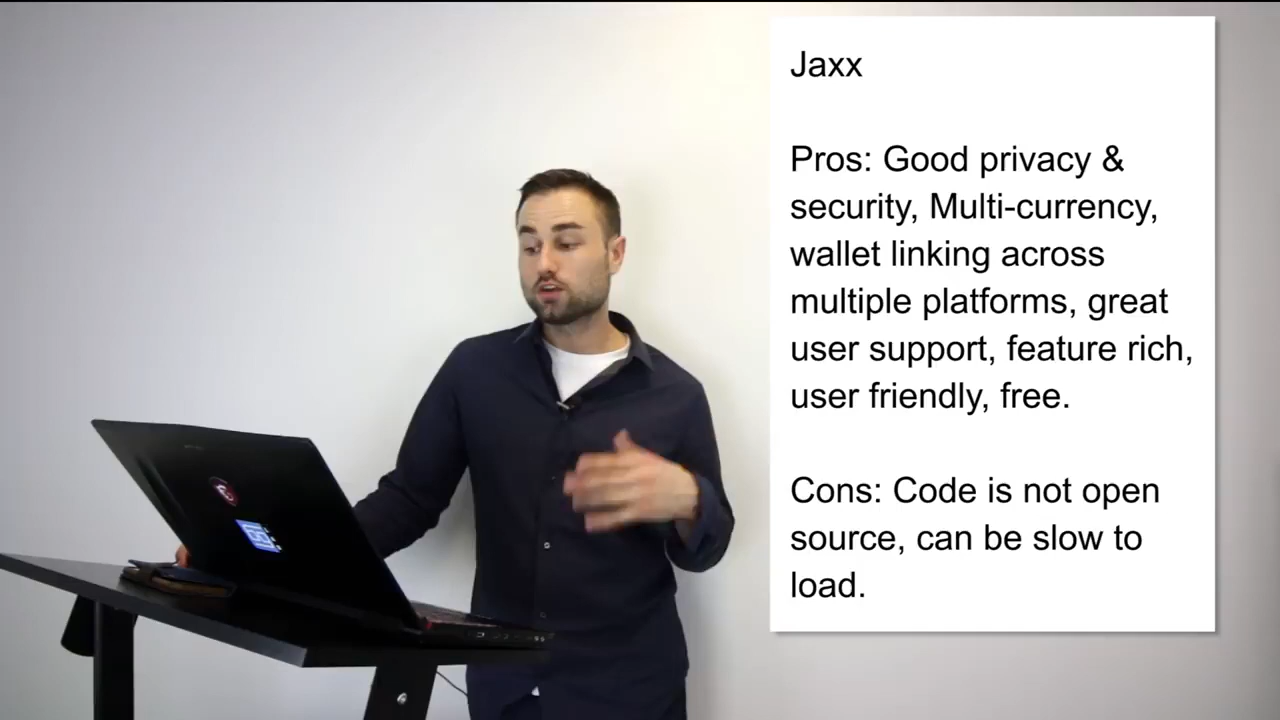 Jaxx
Pros: Good privacy &
security, Multi-currency,
wallet linking across
multiple platforms, great
user support, feature rich,
user friendly, free.
Cons: Code is not open
source, can be slow to
load.